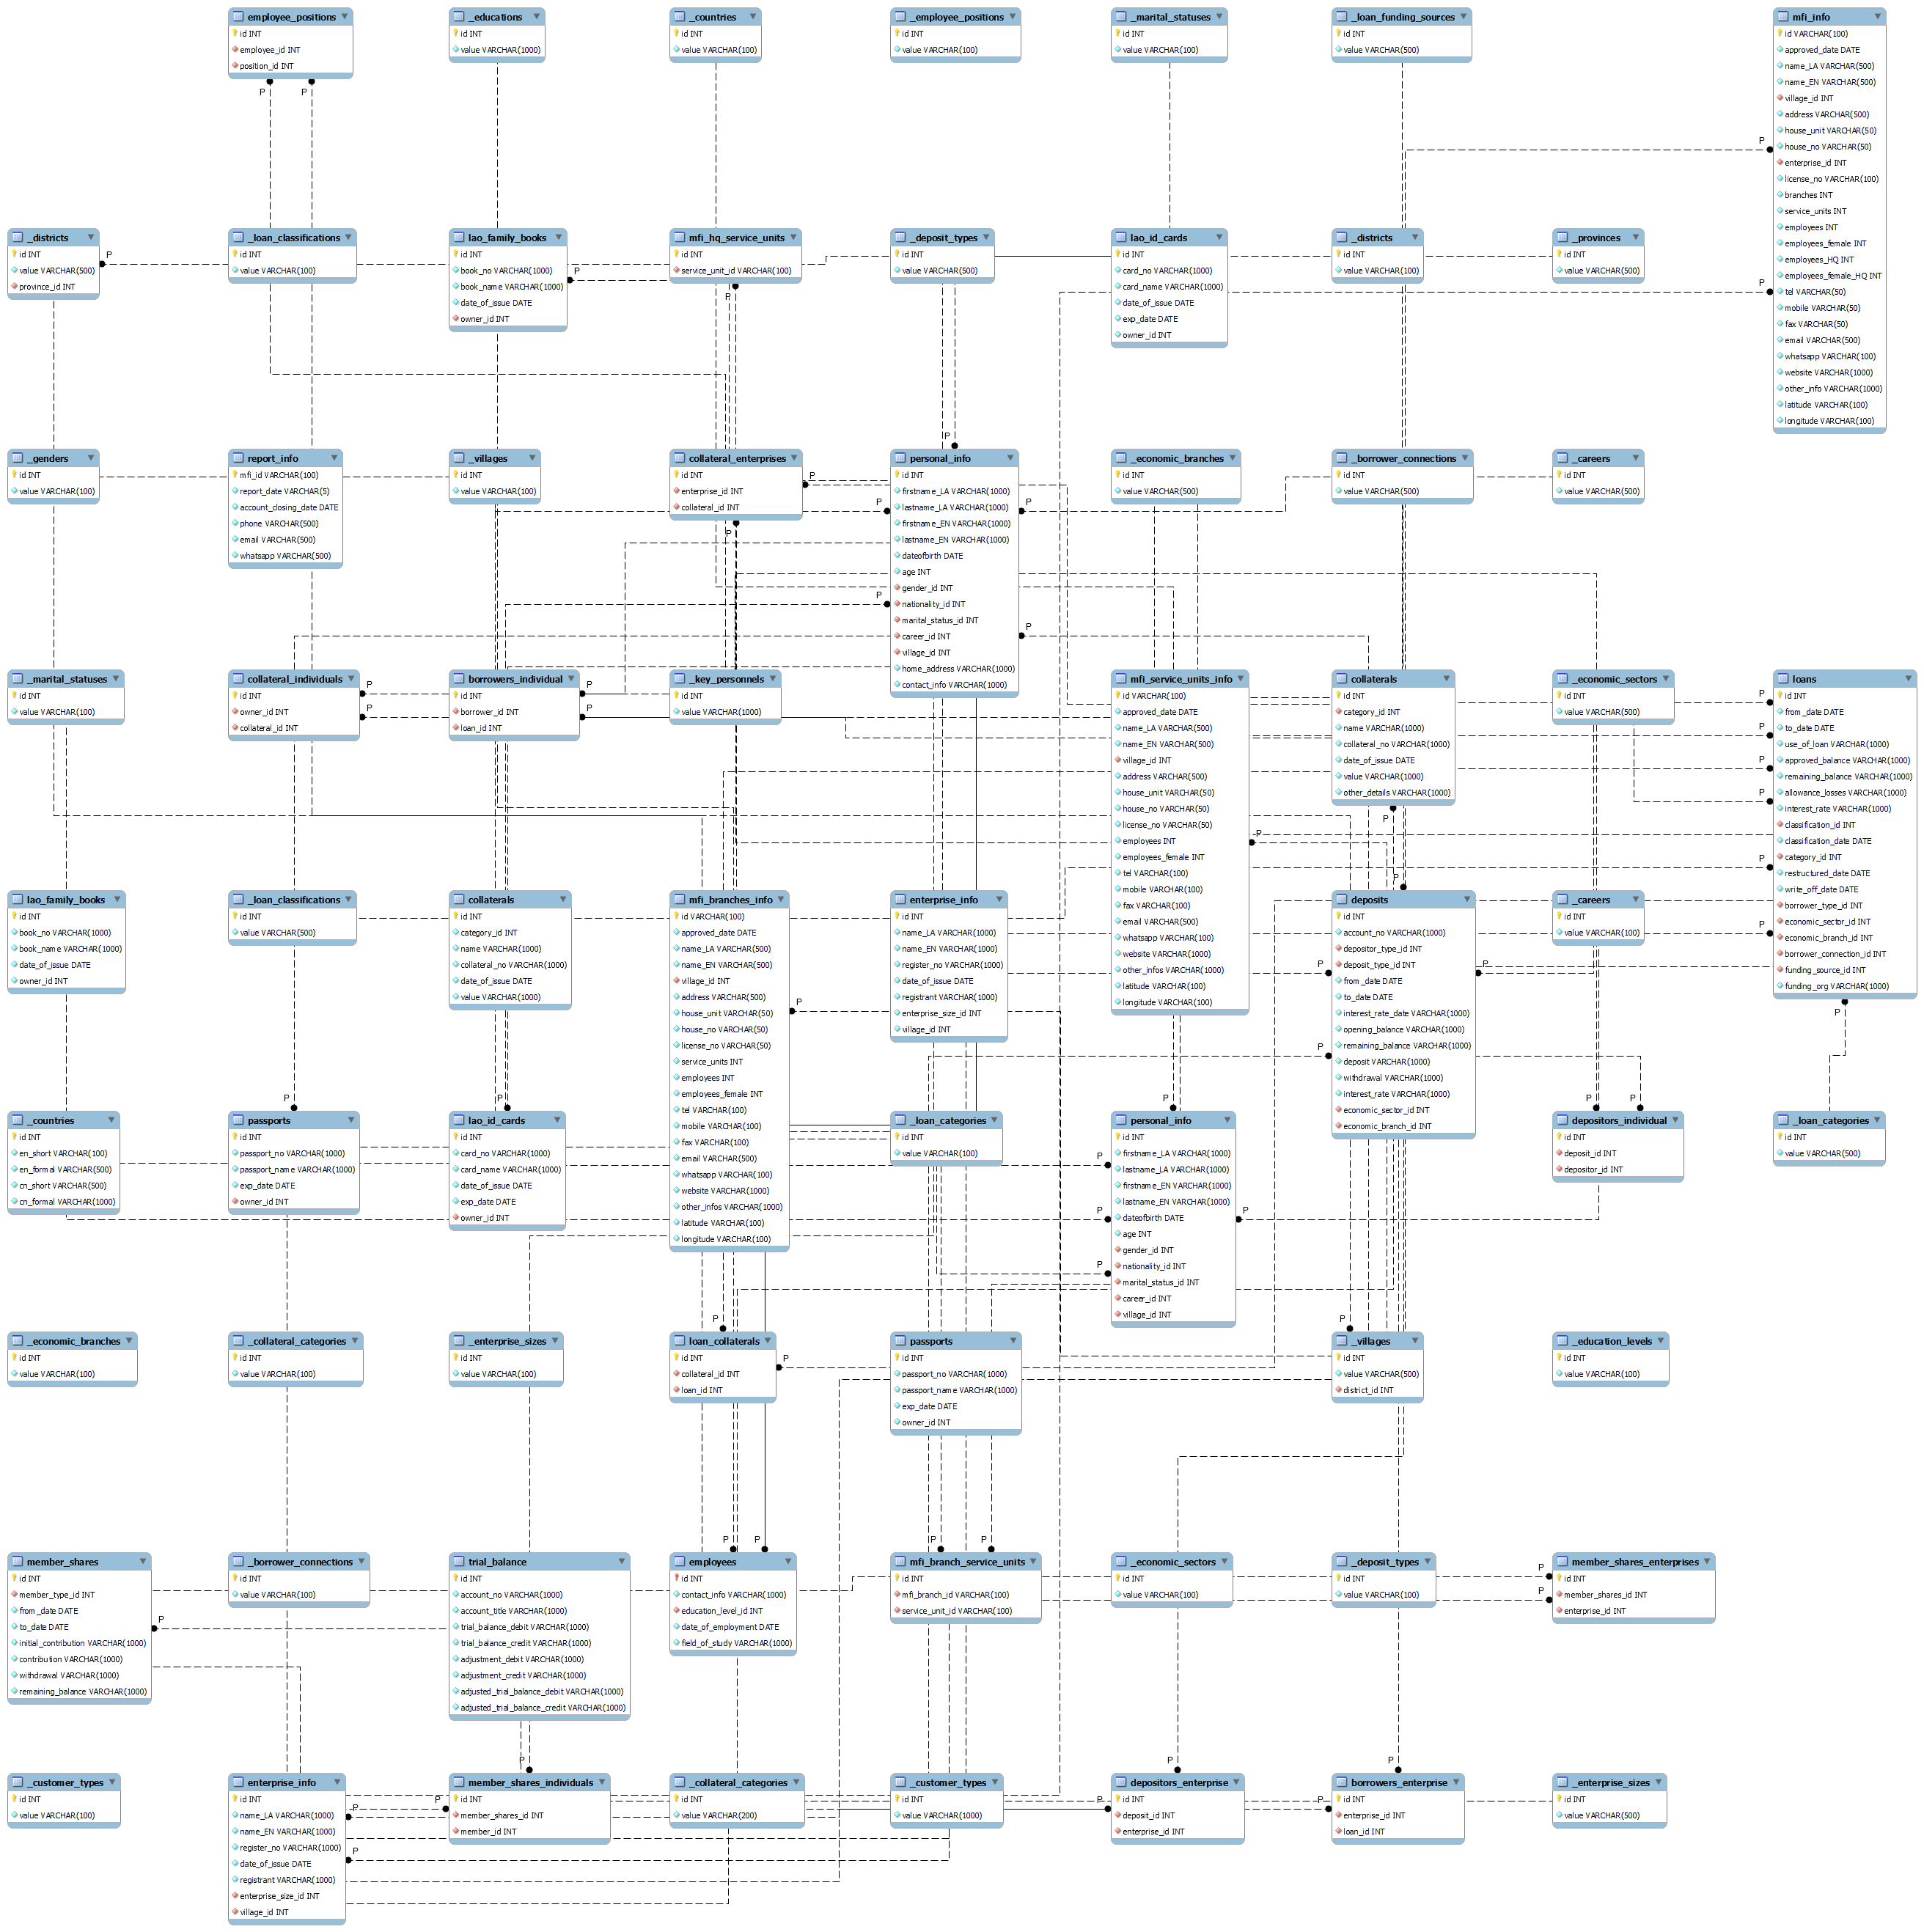 employee_positions
id INT
employee_id INT
position_id INT
P
P
_educations
id INT
value VARCHAR(1000)
_countries
id INT
value VARCHAR(100)
_employee_positions
id INT
value VARCHAR(100)
_marital_statuses
id INT
value VARCHAR(100)
_loan_funding_sources
id INT
value VARCHAR(500)
mfi_info
id VARCHAR(100)
approved_date DATE
name_LA VARCHAR(500)
name_EN VARCHAR(500)
village_id INT
address VARCHAR(500)
house_unit VARCHAR(50)
house_no VARCHAR(50)
enterprise_id INT
license_no VARCHAR(100)
branches INT
service_units INT
employees INT
employees_female INT
employees_HQ INT
employees_female_HQ INT
tel VARCHAR(50)
mobile VARCHAR(50)
fax VARCHAR(50)
email VARCHAR(500)
whatsapp VARCHAR(100)
website VARCHAR(1000)
other_info VARCHAR(1000)
latitude VARCHAR(100)
longitude VARCHAR(100)
P
P
_districts
id INT
value VARCHAR(500)
province_id INT
P
_loan_classifications
id INT
value VARCHAR(100)
lao_family_books
id INT
book_no VARCHAR(1000)
book_name VARCHAR(1000)
date_of_issue DATE
owner_id INT
P
mfi_hq_service_units
id INT
service_unit_id VARCHAR(100)
P
_deposit_types
id INT
value VARCHAR(500)
lao_id_cards
id INT
card_no VARCHAR(1000)
card_name VARCHAR(1000)
date_of_issue DATE
exp_date DATE
owner_id INT
_districts
id INT
value VARCHAR(100)
_provinces
id INT
value VARCHAR(500)
_genders
id INT
value VARCHAR(100)
report_info
mfi_id VARCHAR(100)
report_date VARCHAR(5)
account_closing_date DATE
phone VARCHAR(500)
email VARCHAR(500)
whatsapp VARCHAR(500)
_villages
id INT
value VARCHAR(100)
collateral_enterprises
id INT
enterprise_id INT
collateral_id INT
P
P
P
personal_info
id INT
firstname_LA VARCHAR(1000)
lastname_LA VARCHAR(1000)
firstname_EN VARCHAR(1000)
lastname_EN VARCHAR(1000)
dateofbirth DATE
age INT
gender_id INT
nationality_id INT
marital_status_id INT
career_id INT
village_id INT
home_address VARCHAR(1000)
contact_info VARCHAR(1000)
P
P
P
P
_economic_branches
id INT
value VARCHAR(500)
_borrower_connections
id INT
value VARCHAR(500)
_careers
id INT
value VARCHAR(500)
_marital_statuses
id INT
value VARCHAR(100)
collateral_individuals
id INT
owner_id INT
collateral_id INT
P
P
borrowers_individual
id INT
borrower_id INT
loan_id INT
P
P
_key_personnels
id INT
value VARCHAR(1000)
mfi_service_units_info
id VARCHAR(100)
approved_date DATE
name_LA VARCHAR(500)
name_EN VARCHAR(500)
village_id INT
address VARCHAR(500)
house_unit VARCHAR(50)
house_no VARCHAR(50)
license_no VARCHAR(50)
employees INT
employees_female INT
tel VARCHAR(100)
mobile VARCHAR(100)
fax VARCHAR(100)
email VARCHAR(500)
whatsapp VARCHAR(100)
website VARCHAR(1000)
other_infos VARCHAR(1000)
latitude VARCHAR(100)
longitude VARCHAR(100)
P
collaterals
id INT
category_id INT
name VARCHAR(1000)
collateral_no VARCHAR(1000)
date_of_issue DATE
value VARCHAR(1000)
other_details VARCHAR(1000)
P
_economic_sectors
id INT
value VARCHAR(500)
loans
id INT
from_date DATE
to_date DATE
use_of_loan VARCHAR(1000)
approved_balance VARCHAR(1000)
remaining_balance VARCHAR(1000)
allowance_losses VARCHAR(1000)
interest_rate VARCHAR(1000)
classification_id INT
classification_date DATE
category_id INT
restructured_date DATE
write_off_date DATE
borrower_type_id INT
economic_sector_id INT
economic_branch_id INT
borrower_connection_id INT
funding_source_id INT
funding_org VARCHAR(1000)
P
P
P
P
P
P
P
lao_family_books
id INT
book_no VARCHAR(1000)
book_name VARCHAR(1000)
date_of_issue DATE
owner_id INT
_loan_classifications
id INT
value VARCHAR(500)
collaterals
id INT
category_id INT
name VARCHAR(1000)
collateral_no VARCHAR(1000)
date_of_issue DATE
value VARCHAR(1000)
mfi_branches_info
id VARCHAR(100)
approved_date DATE
name_LA VARCHAR(500)
name_EN VARCHAR(500)
village_id INT
address VARCHAR(500)
house_unit VARCHAR(50)
house_no VARCHAR(50)
license_no VARCHAR(50)
service_units INT
employees INT
employees_female INT
tel VARCHAR(100)
mobile VARCHAR(100)
fax VARCHAR(100)
email VARCHAR(500)
whatsapp VARCHAR(100)
website VARCHAR(1000)
other_infos VARCHAR(1000)
latitude VARCHAR(100)
longitude VARCHAR(100)
P
enterprise_info
id INT
name_LA VARCHAR(1000)
name_EN VARCHAR(1000)
register_no VARCHAR(1000)
date_of_issue DATE
registrant VARCHAR(1000)
enterprise_size_id INT
village_id INT
deposits
id INT
account_no VARCHAR(1000)
depositor_type_id INT
deposit_type_id INT
from_date DATE
to_date DATE
interest_rate_date VARCHAR(1000)
opening_balance VARCHAR(1000)
remaining_balance VARCHAR(1000)
deposit VARCHAR(1000)
withdrawal VARCHAR(1000)
interest_rate VARCHAR(1000)
economic_sector_id INT
economic_branch_id INT
P
P
P
P
_careers
id INT
value VARCHAR(100)
_countries
id INT
en_short VARCHAR(100)
en_formal VARCHAR(500)
cn_short VARCHAR(500)
cn_formal VARCHAR(1000)
passports
id INT
passport_no VARCHAR(1000)
passport_name VARCHAR(1000)
exp_date DATE
owner_id INT
P
lao_id_cards
id INT
card_no VARCHAR(1000)
card_name VARCHAR(1000)
date_of_issue DATE
exp_date DATE
owner_id INT
P
_loan_categories
id INT
value VARCHAR(100)
personal_info
id INT
firstname_LA VARCHAR(1000)
lastname_LA VARCHAR(1000)
firstname_EN VARCHAR(1000)
lastname_EN VARCHAR(1000)
dateofbirth DATE
age INT
gender_id INT
nationality_id INT
marital_status_id INT
career_id INT
village_id INT
P
P
P
P
P
depositors_individual
id INT
deposit_id INT
depositor_id INT
P
P
_loan_categories
id INT
value VARCHAR(500)
_economic_branches
id INT
value VARCHAR(100)
_collateral_categories
id INT
value VARCHAR(100)
_enterprise_sizes
id INT
value VARCHAR(100)
loan_collaterals
id INT
collateral_id INT
loan_id INT
P
P
passports
id INT
passport_no VARCHAR(1000)
passport_name VARCHAR(1000)
exp_date DATE
owner_id INT
_villages
id INT
value VARCHAR(500)
district_id INT
P
_education_levels
id INT
value VARCHAR(100)
member_shares
id INT
member_type_id INT
from_date DATE
to_date DATE
initial_contribution VARCHAR(1000)
contribution VARCHAR(1000)
withdrawal VARCHAR(1000)
remaining_balance VARCHAR(1000)
P
_borrower_connections
id INT
value VARCHAR(100)
trial_balance
id INT
account_no VARCHAR(1000)
account_title VARCHAR(1000)
trial_balance_debit VARCHAR(1000)
trial_balance_credit VARCHAR(1000)
adjustment_debit VARCHAR(1000)
adjustment_credit VARCHAR(1000)
adjusted_trial_balance_debit VARCHAR(1000)
adjusted_trial_balance_credit VARCHAR(1000)
employees
id INT
contact_info VARCHAR(1000)
education_level_id INT
date_of_employment DATE
field_of_study VARCHAR(1000)
P
P
mfi_branch_service_units
id INT
mfi_branch_id VARCHAR(100)
service_unit_id VARCHAR(100)
P
P
_economic_sectors
id INT
value VARCHAR(100)
_deposit_types
id INT
value VARCHAR(100)
member_shares_enterprises
id INT
member_shares_id INT
enterprise_id INT
P
P
_customer_types
id INT
value VARCHAR(100)
enterprise_info
id INT
name_LA VARCHAR(1000)
name_EN VARCHAR(1000)
register_no VARCHAR(1000)
date_of_issue DATE
registrant VARCHAR(1000)
enterprise_size_id INT
village_id INT
P
P
member_shares_individuals
id INT
member_shares_id INT
member_id INT
P
P
_collateral_categories
id INT
value VARCHAR(200)
_customer_types
id INT
value VARCHAR(1000)
depositors_enterprise
id INT
deposit_id INT
enterprise_id INT
P
P
borrowers_enterprise
id INT
enterprise_id INT
loan_id INT
P
P
_enterprise_sizes
id INT
value VARCHAR(500)